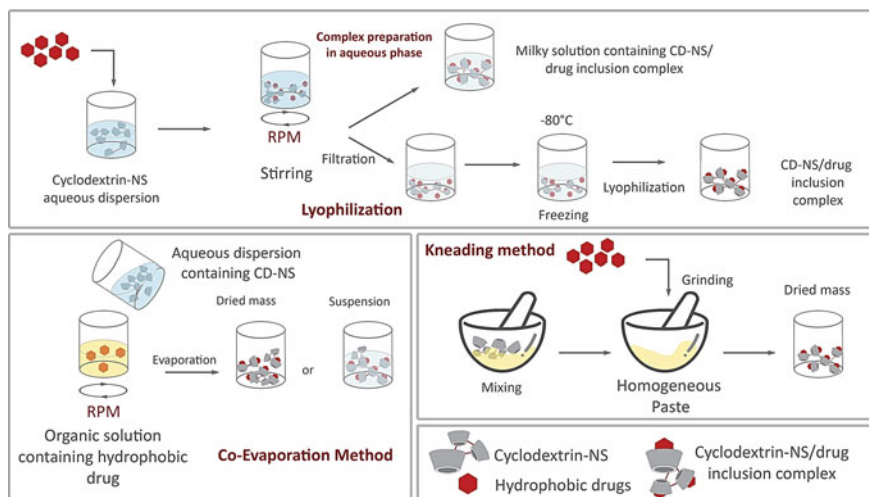 Complex preparation
in aqueous phase
Milky solution containing CD-NS/
drug inclusion complex
RPM
Stirring
Cyclodextrin-NS
aqueous dispersion
Filtration
Lyophilization
-80°C
Freezing
Lyophilization
CD-NS/drug
inclusion
complex
Aqueous dispersion
containing CD-NS
Dried mass
Suspension
Evaporation
or
RPM
Organic solution
containing hydrophobic
drug
Co-Evaporation Method
Kneading method
Grinding
Dried mass
Mixing
Homogeneous
Paste
Cyclodextrin-NS
Hydrophobic drugs
Cyclodextrin-NS/drug
inclusion complex